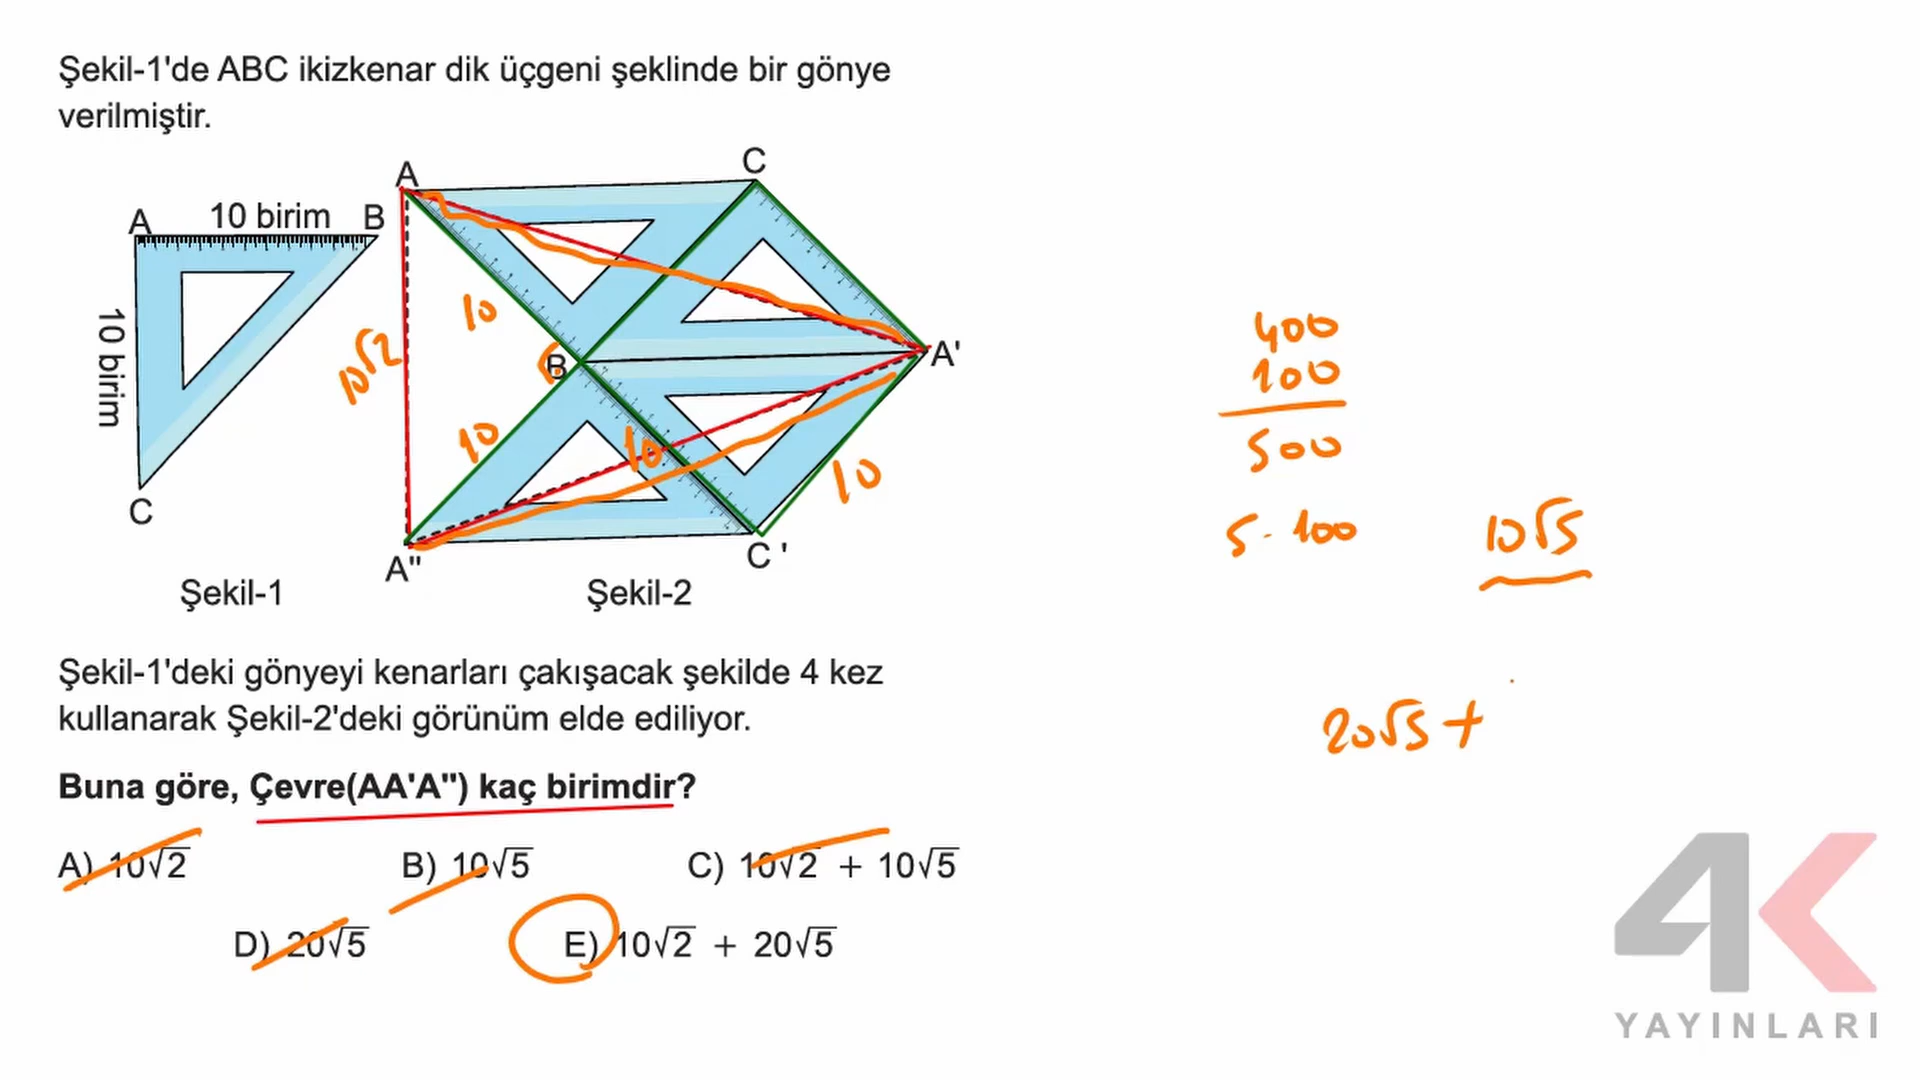 Şekil-1'de ABC ikizkenar dik üçgeni şeklinde bir gönye
verilmiştir.
A 10 birim B
10 birim
C
Şekil-1
A
C
10√2
10
B
A'
10
10
10
A"
C'
Şekil-2
400
100
500
5.100
10√5
20√5 +
Şekil-1'deki gönyeyi kenarları çakışacak şekilde 4 kez
kullanarak Şekil-2'deki görünüm elde ediliyor.
Buna göre, Çevre(AA'A") kaç birimdir?
A) 10√2 B) 10√5 C) 10√2 + 10√5
D) 20√5 E) 10√2 + 20√5
4K
YAYINLARI